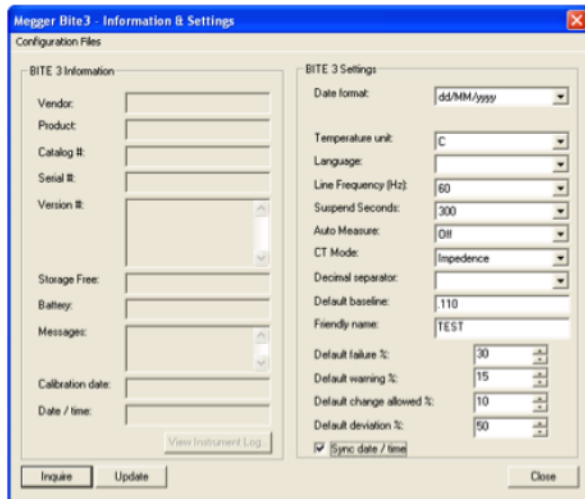 Megger Bite3 - Information & Settings
Configuration Files
BITE 3 Information
Vendor:
Product:
Catalog #:
Serial #:
Version #:
Storage Free:
Battery:
Messages:
Calibration date:
Date / time:
View Instrument Log...
BITE 3 Settings
Date format: dd/MM/yyyy
Temperature unit: C
Language:
Line Frequency (Hz): 60
Suspend Seconds: 300
Auto Measure: Off
CT Mode: Impedence
Decimal separator:
Default baseline: .110
Friendly name: TEST
Default failure %: 30
Default warning %: 15
Default change allowed %: 10
Default deviation %: 50
Sync date / time
Inquire Update Close